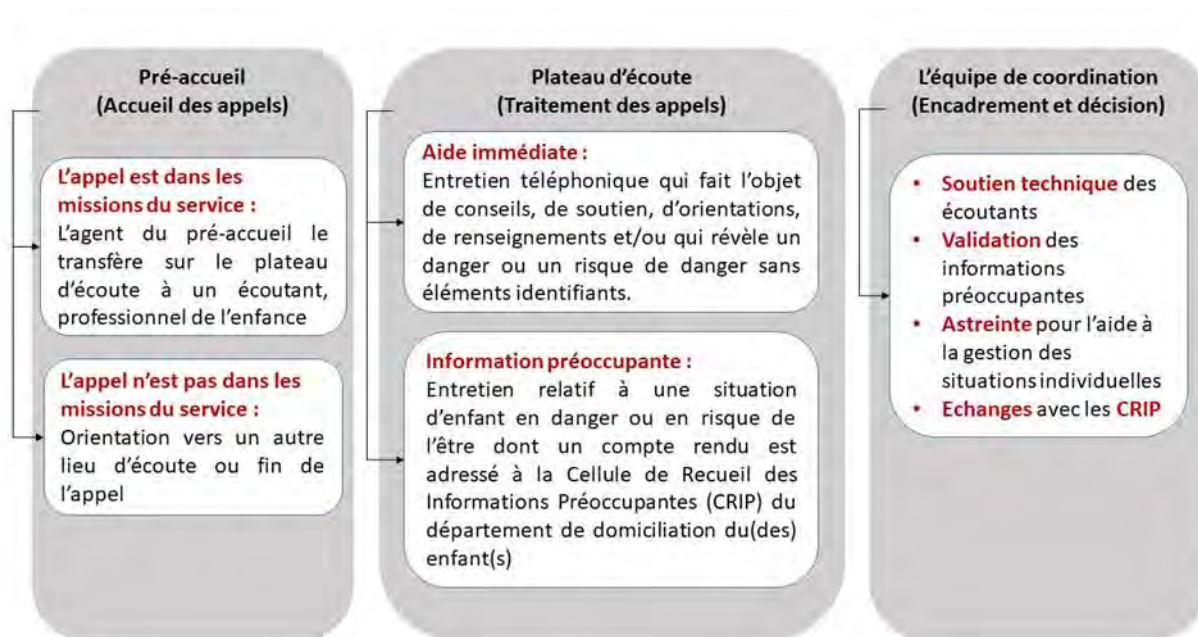 Pré-accueil
(Accueil des appels)
L'appel est dans les
missions du service :
L'agent du pré-accueil le
transfère sur le plateau
d'écoute à un écoutant,
professionnel de l'enfance
L'appel n'est pas dans les
missions du service :
Orientation vers un autre
lieu d'écoute ou fin de
l'appel
Plateau d'écoute
(Traitement des appels)
Aide immédiate :
Entretien téléphonique qui fait l'objet
de conseils, de soutien, d'orientations,
de renseignements et/ou qui révèle un
danger ou un risque de danger sans
éléments identifiants.
Information préoccupante :
Entretien relatif à une situation
d'enfant en danger ou en risque de
l'être dont un compte rendu est
adressé à la Cellule de Recueil des
Informations Préoccupantes (CRIP) du
département de domiciliation du(des)
enfant(s)
L'équipe de coordination
(Encadrement et décision)
• Soutien technique des
écoutants
• Validation des
informations
préoccupantes
• Astreinte pour l'aide à
la gestion des
situations individuelles
• Echanges avec les CRIP